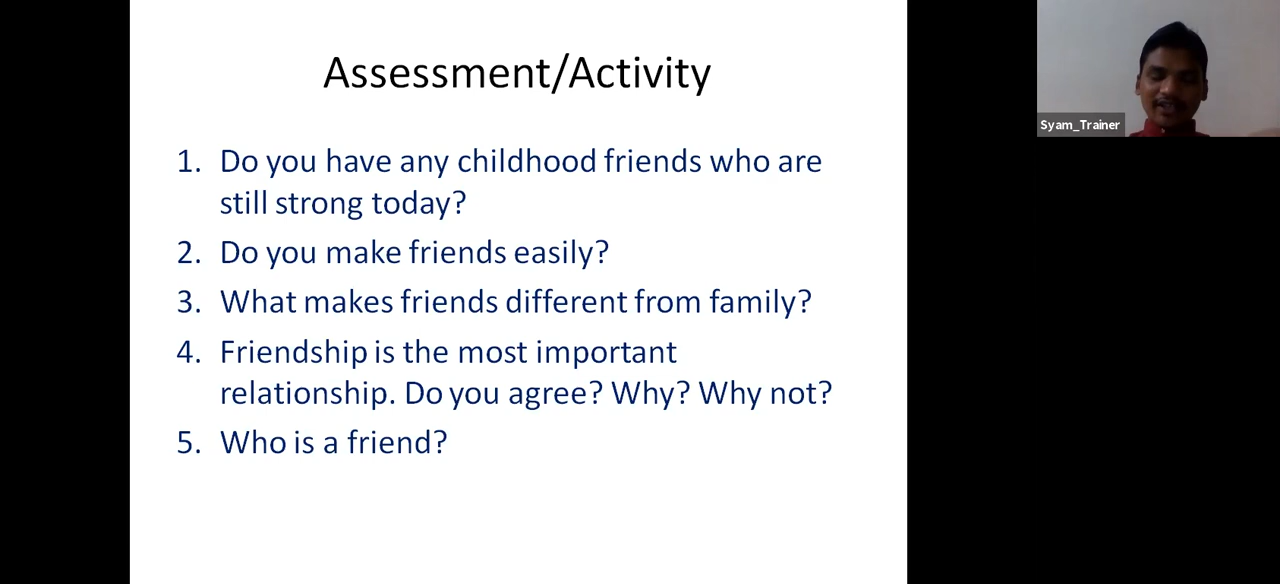 Assessment/Activity
1. Do you have any childhood friends who are
still strong today?
2. Do you make friends easily?
3. What makes friends different from family?
4. Friendship is the most important
relationship. Do you agree? Why? Why not?
5. Who is a friend?
Syam_Trainer